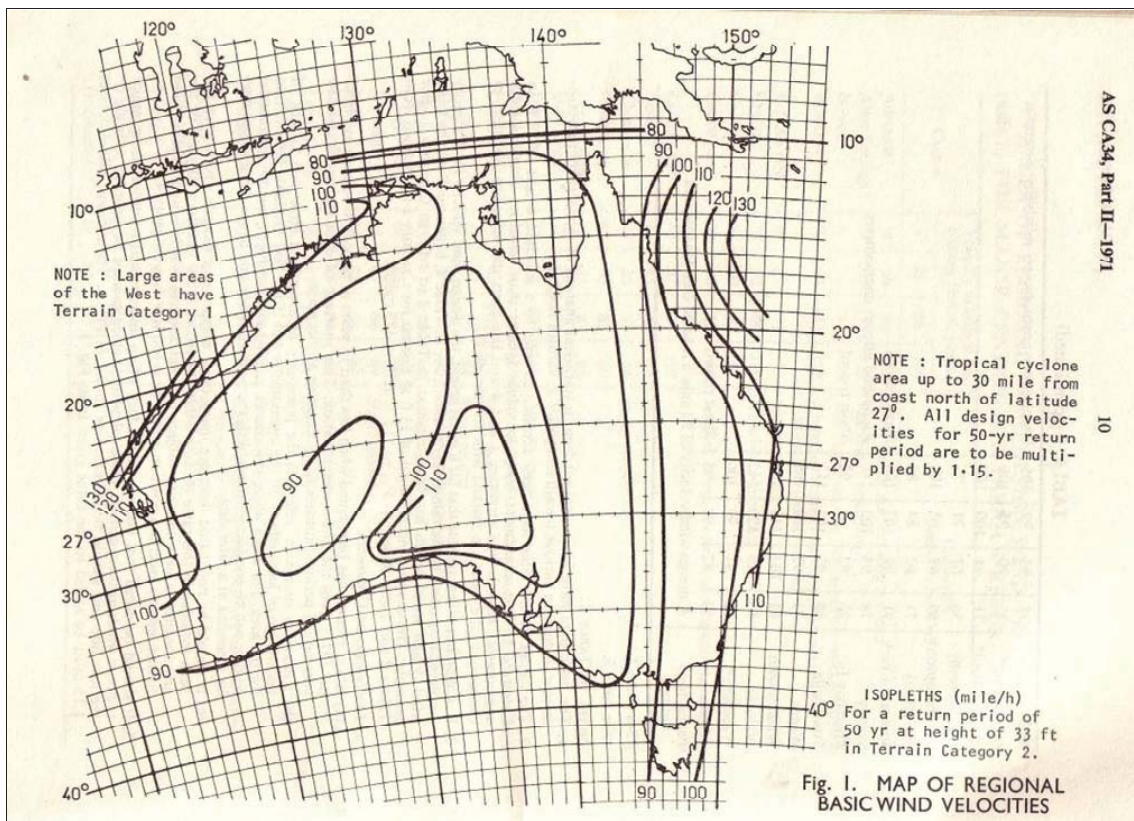 120°
130°
140°
150°
AS CA34, Part II—1971
10
80
90
100
110
80
90
100
110
120
130
10°
10°
NOTE : Large areas
of the West have
Terrain Category 1
20°
20°
NOTE : Tropical cyclone
area up to 30 mile from
coast north of latitude
27⁰. All design veloc-
ities for 50-yr return
period are to be multi-
plied by 1·15.
90
100
110
130
120
110
27°
27°
30°
30°
100
110
90
40°
40°
ISOPLETHS (mile/h)
For a return period of
50 yr at height of 33 ft
in Terrain Category 2.
90
100
Fig. 1. MAP OF REGIONAL
BASIC WIND VELOCITIES